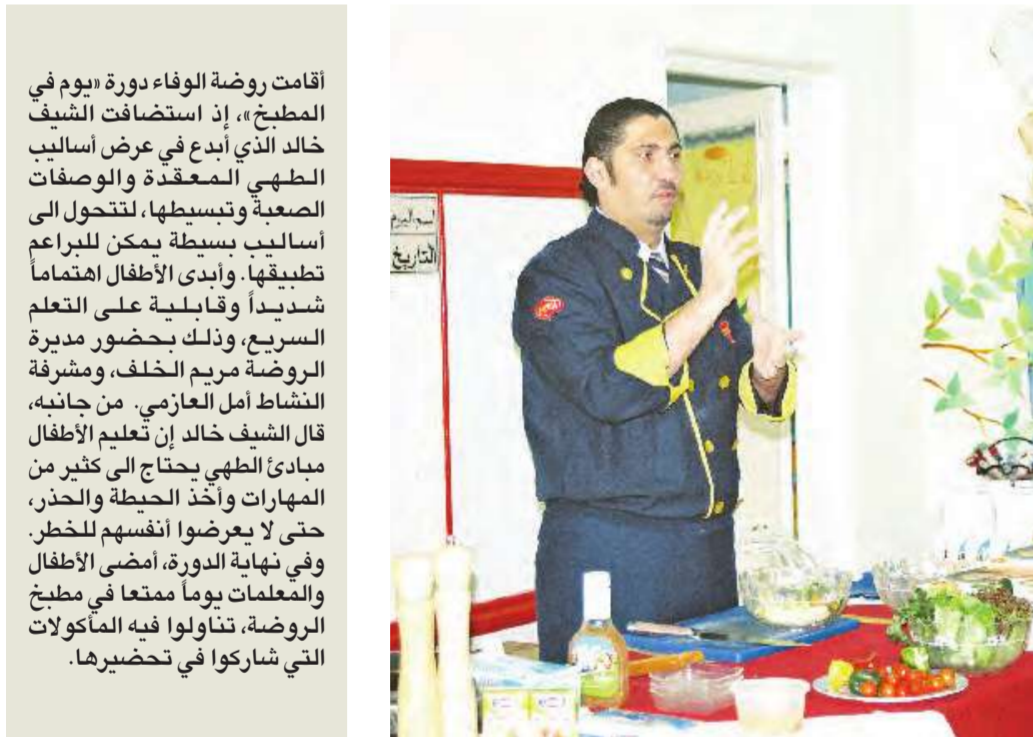 أقامت روضة الوفاء دورة «يوم في
المطبخ»، إذ استضافت الشيف
خالد الذي أبدع في عرض أساليب
الطهي المعقدة والوصفات
الصعبة وتبسيطها، لتتحول الى
أساليب بسيطة يمكن للبراعم
تطبيقها. وأبدى الأطفال اهتماماً
شديداً وقابلية على التعلم
السريع، وذلك بحضور مديرة
الروضة مريم الخلف، ومشرفة
النشاط أمل العازمي. من جانبه،
قال الشيف خالد إن تعليم الأطفال
مبادئ الطهي يحتاج الى كثير من
المهارات وأخذ الحيطة والحذر،
حتى لا يعرضوا أنفسهم للخطر.
وفي نهاية الدورة، أمضى الأطفال
والمعلمات يوماً ممتعا في مطبخ
الروضة، تناولوا فيه المأكولات
التي شاركوا في تحضيرها.
اليوم
التاريخ